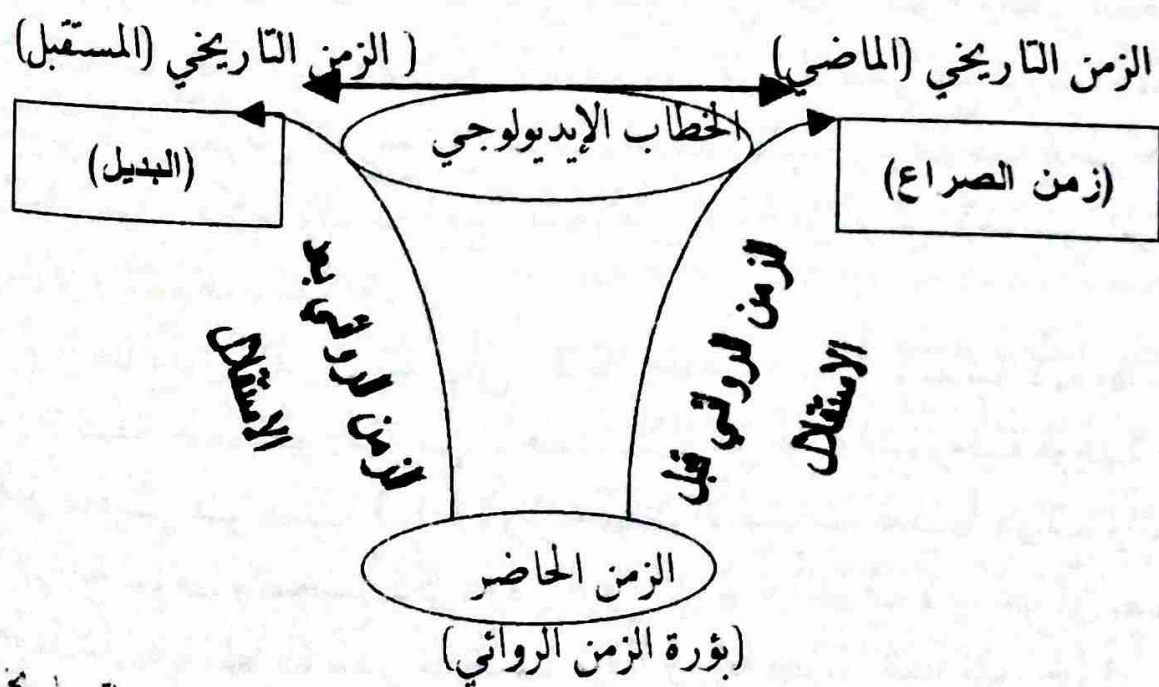 الزمن التاريخي (الماضي)
( الزمن التاريخي (المستقبل)
الخطاب الإيديولوجي
(زمن الصراع)
(البديل)
الزمن الروائي قبل
الاستقلال
الزمن الروائي بعد
الاستقلال
الزمن الحاضر
(بؤرة الزمن الروائي)